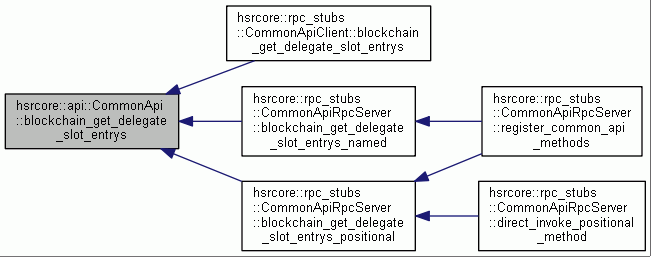 hsrcore::rpc_stubs
::CommonApiClient::blockchain
_get_delegate_slot_entrys
hsrcore::api::CommonApi
::blockchain_get_delegate
_slot_entrys
hsrcore::rpc_stubs
::CommonApiRpcServer
::blockchain_get_delegate
_slot_entrys_named
hsrcore::rpc_stubs
::CommonApiRpcServer
::register_common_api
_methods
hsrcore::rpc_stubs
::CommonApiRpcServer
::blockchain_get_delegate
_slot_entrys_positional
hsrcore::rpc_stubs
::CommonApiRpcServer
::direct_invoke_positional
_method